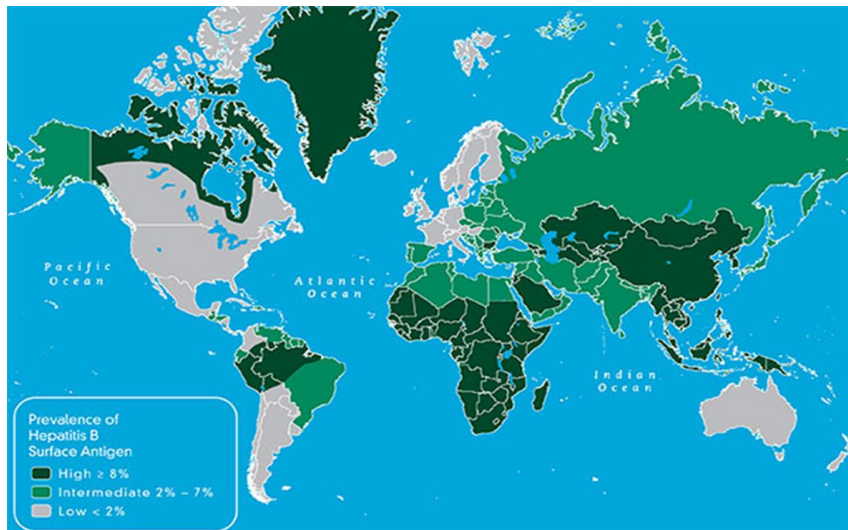 Pacific
Ocean
Atlantic
Ocean
Indian
Ocean
Prevalence of
Hepatitis B
Surface Antigen
High ≥ 8%
Intermediate 2% – 7%
Low < 2%